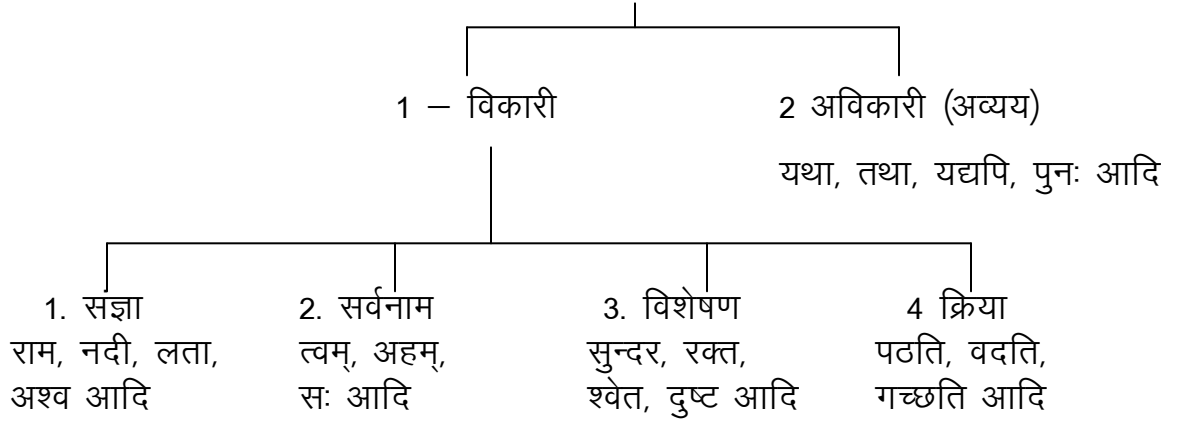 1 – विकारी 2 अविकारी (अव्यय)
यथा, तथा, यद्यपि, पुनः आदि
1. संज्ञा 2. सर्वनाम 3. विशेषण 4 क्रिया
राम, नदी, लता, त्वम्, अहम्, सुन्दर, रक्त, पठति, वदति,
अश्व आदि सः आदि श्वेत, दुष्ट आदि गच्छति आदि